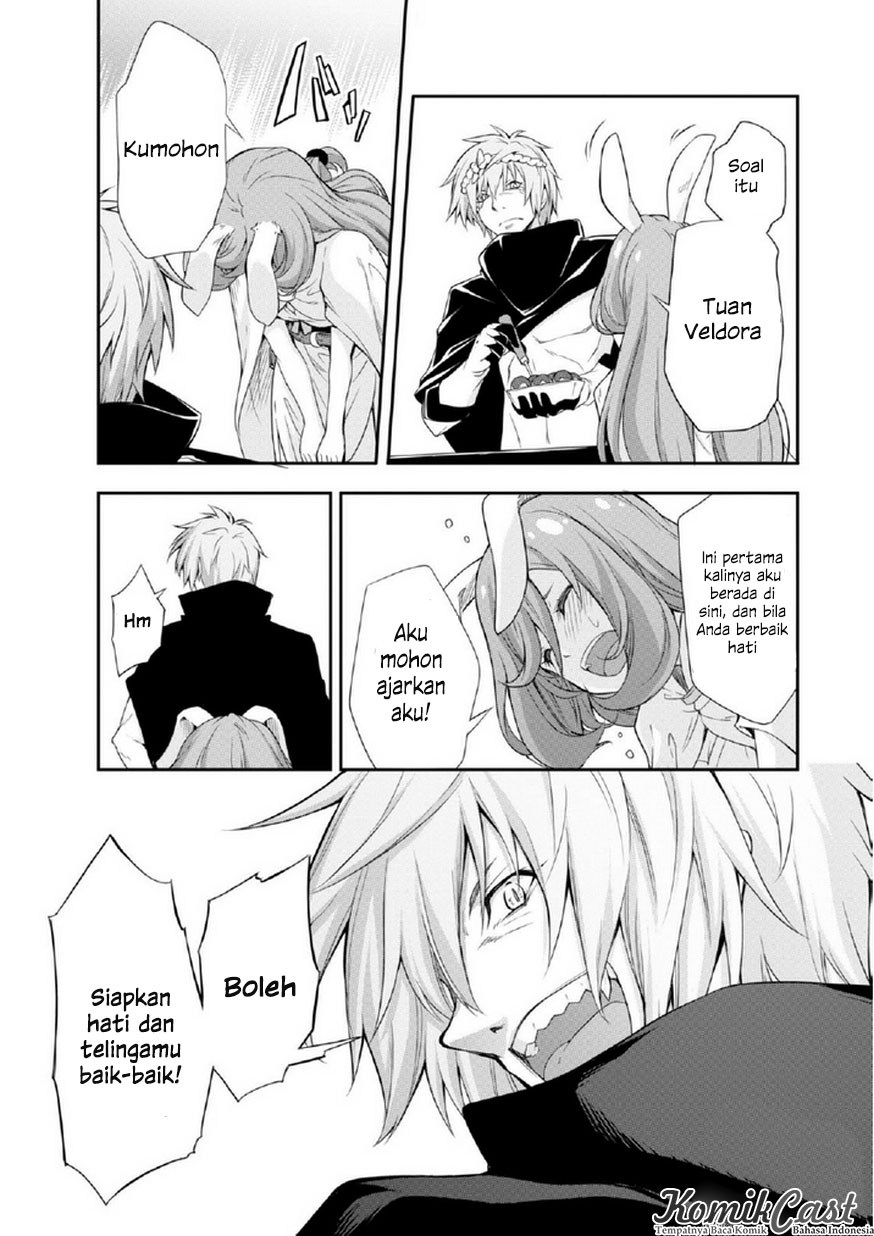 Soal
itu
Tuan
Veldora
Kumohon
Ini pertama
kalinya aku
berada di
sini, dan bila
Anda berbaik
hati
Aku
mohon
ajarkan
aku!
Hm
Boleh
Siapkan
hati dan
telingamu
baik-baik!
KomikCast
Tempatnya Baca Komik Bahasa Indonesia